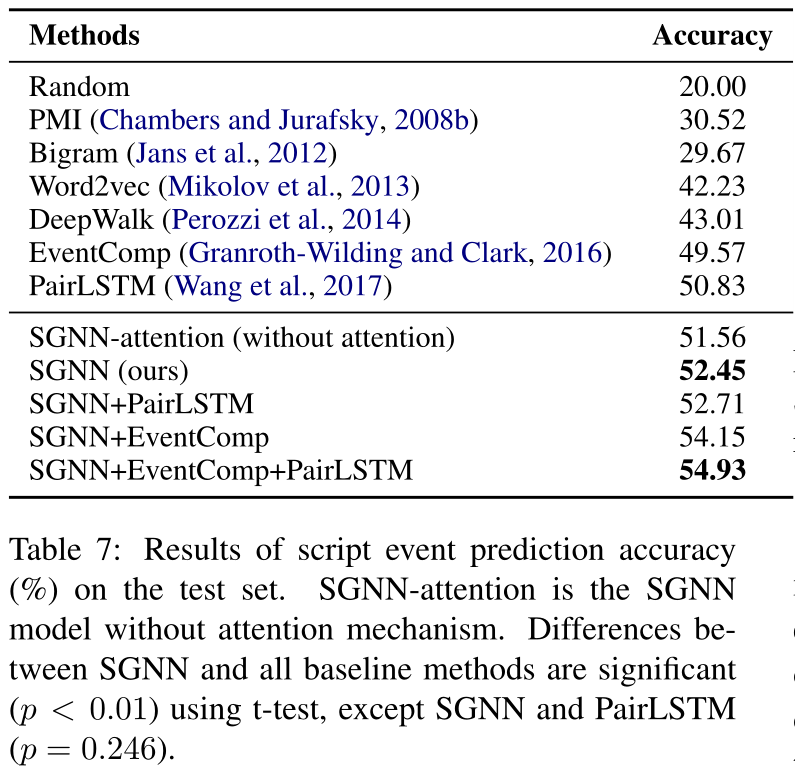 Methods Accuracy
Random 20.00
PMI (Chambers and Jurafsky, 2008b) 30.52
Bigram (Jans et al., 2012) 29.67
Word2vec (Mikolov et al., 2013) 42.23
DeepWalk (Perozzi et al., 2014) 43.01
EventComp (Granroth-Wilding and Clark, 2016) 49.57
PairLSTM (Wang et al., 2017) 50.83
SGNN-attention (without attention) 51.56
SGNN (ours) 52.45
SGNN+PairLSTM 52.71
SGNN+EventComp 54.15
SGNN+EventComp+PairLSTM 54.93
Table 7: Results of script event prediction accuracy
(%) on the test set. SGNN-attention is the SGNN
model without attention mechanism. Differences be-
tween SGNN and all baseline methods are significant
(p < 0.01) using t-test, except SGNN and PairLSTM
(p = 0.246).